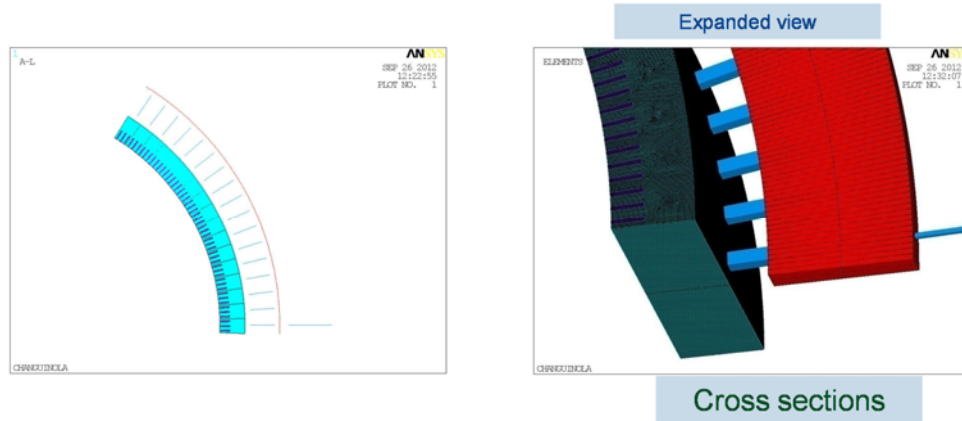 Expanded view
1
ANSYS
A-L
SEP 26 2012
12:22:55
PLOT NO. 1
CHANGUINOLA
ANSYS
ELEMENTS
SEP 26 2012
12:32:07
PLOT NO. 1
CHANGUINOLA
Cross sections